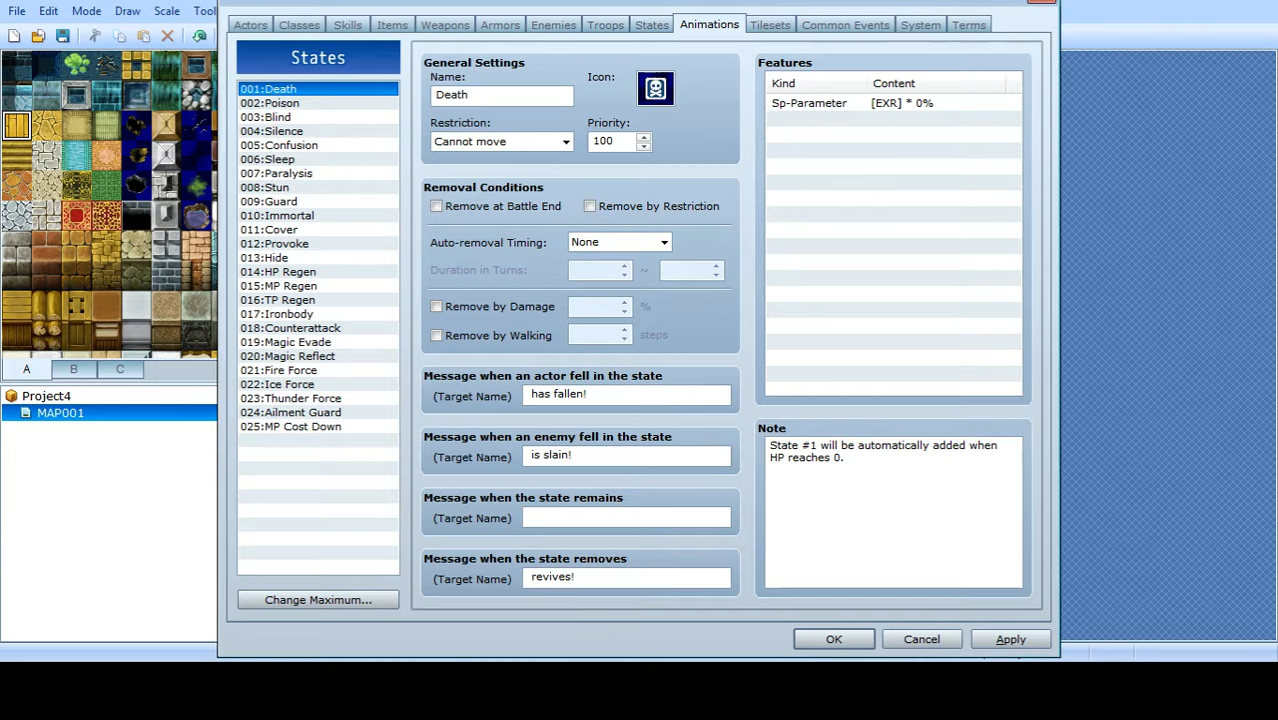 File Edit Mode Draw Scale
Actors Classes Skills Items Weapons Armors Enemies Troops States Animations Tilesets Common Events System Terms
States
001:Death
002:Poison
003:Blind
004:Silence
005:Confusion
006:Sleep
007:Paralysis
008:Stun
009:Guard
010:Immortal
011:Cover
012:Provoke
013:Hide
014:HP Regen
015:MP Regen
016:TP Regen
017:Ironbody
018:Counterattack
019:Magic Evade
020:Magic Reflect
021:Fire Force
022:Ice Force
023:Thunder Force
024:Ailment Guard
025:MP Cost Down
Change Maximum...
General Settings
Name: Icon:
Death
Restriction: Priority:
Cannot move 100
Removal Conditions
Remove at Battle End Remove by Restriction
Auto-removal Timing: None
Duration in Turns: ~
Remove by Damage %
Remove by Walking steps
Message when an actor fell in the state
(Target Name) has fallen!
Message when an enemy fell in the state
(Target Name) is slain!
Message when the state remains
(Target Name)
Message when the state removes
(Target Name) revives!
Features
Kind Content
Sp-Parameter [EXR] * 0%
Note
State #1 will be automatically added when
HP reaches 0.
A B C
Project4
MAP001
OK Cancel Apply